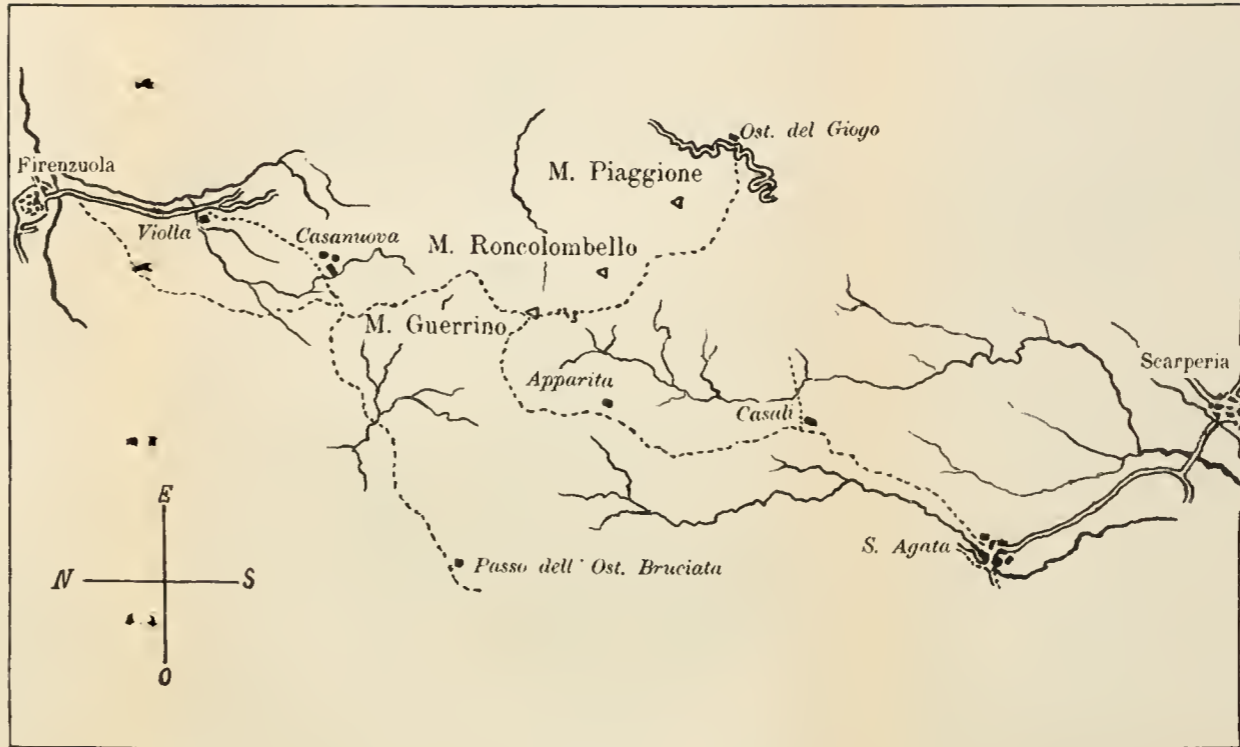 Ost. del Giogo
Firenzuola
M. Piaggione
Violla
Casanuova
M. Roncolombello
M. Guerrino
Scarperia
Apparita
Casali
E
S. Agata
Passo dell' Ost. Bruciata
N
S
O